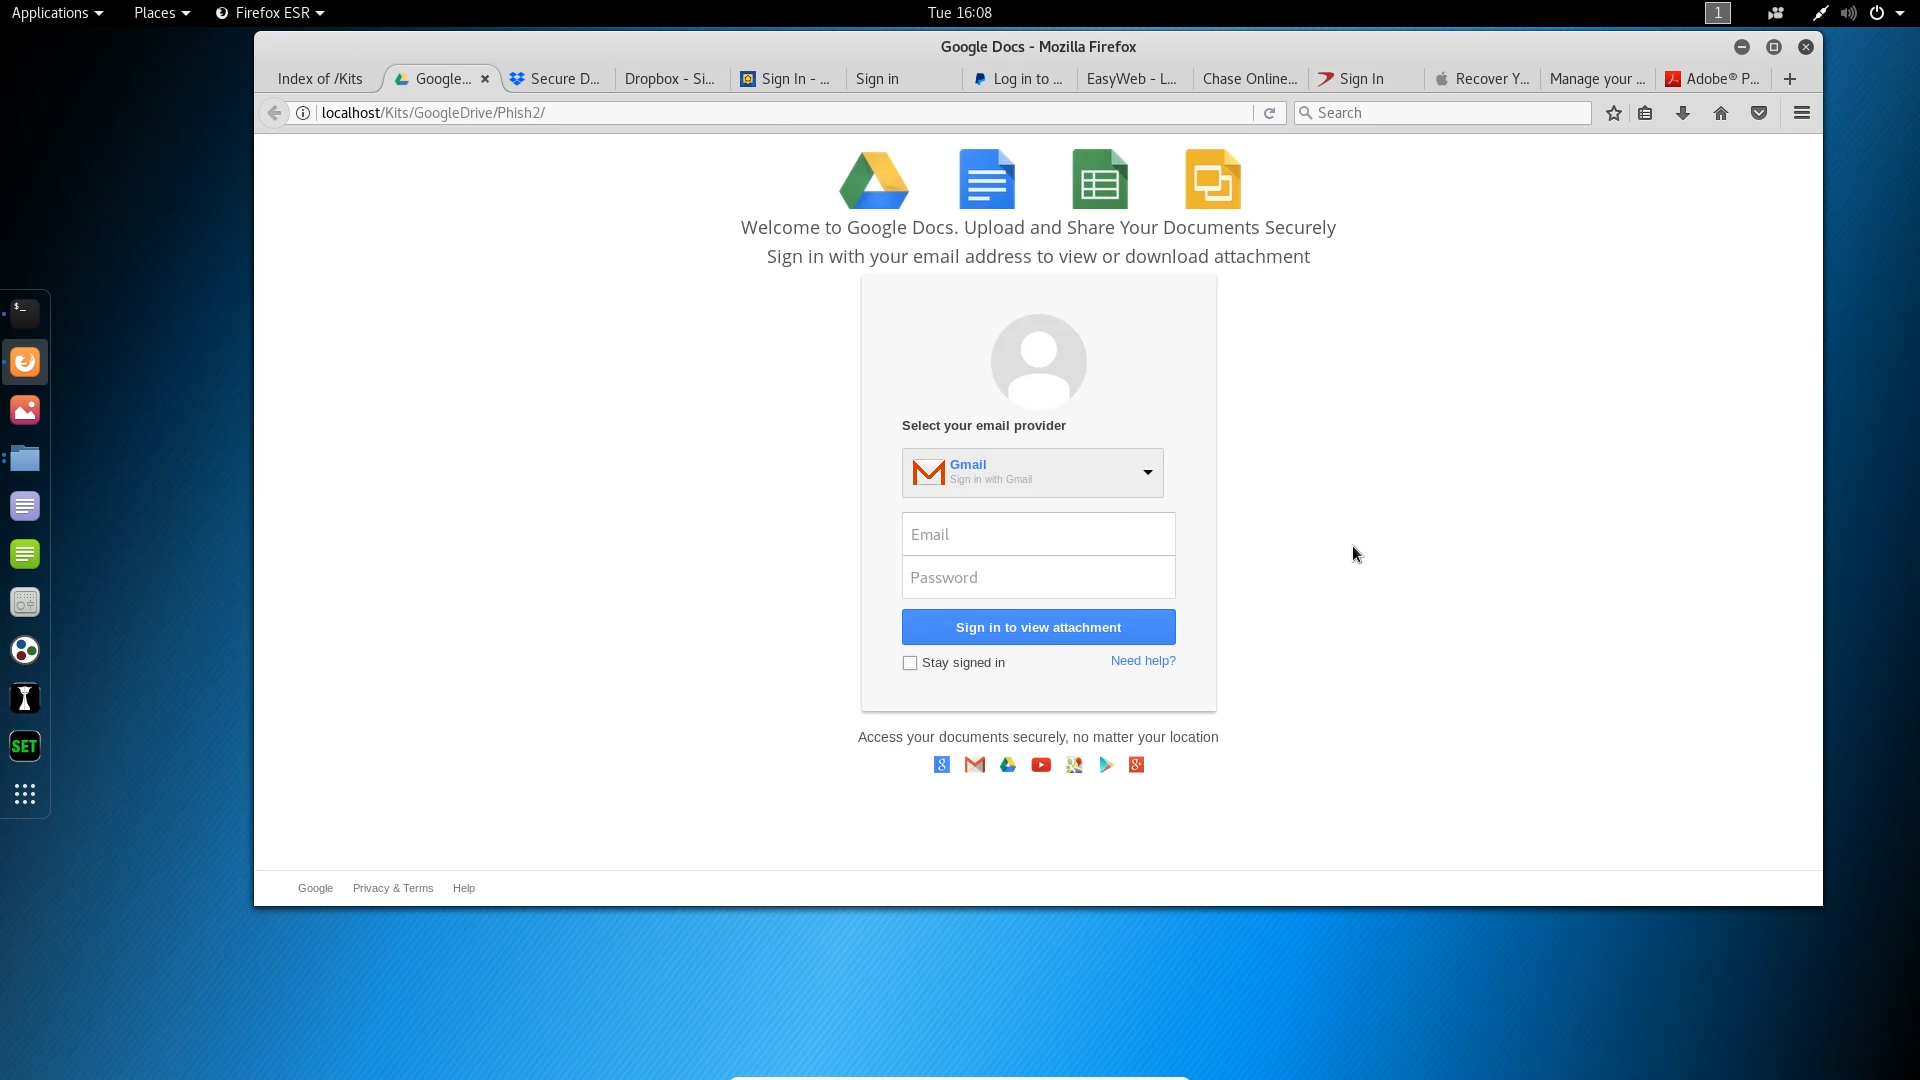 Applications Places Firefox ESR Tue 16:08 1
Google Docs - Mozilla Firefox
Index of /Kits Google... Secure D... Dropbox - Si... Sign In - ... Sign in Log in to ... EasyWeb - L... Chase Online... Sign In Recover Y... Manage your ... Adobe® P...
localhost/Kits/GoogleDrive/Phish2/ Search
Welcome to Google Docs. Upload and Share Your Documents Securely
Sign in with your email address to view or download attachment
$_
Select your email provider
Gmail
Sign in with Gmail
Email
Password
Sign in to view attachment
Stay signed in Need help?
SET
Access your documents securely, no matter your location
Google Privacy & Terms Help